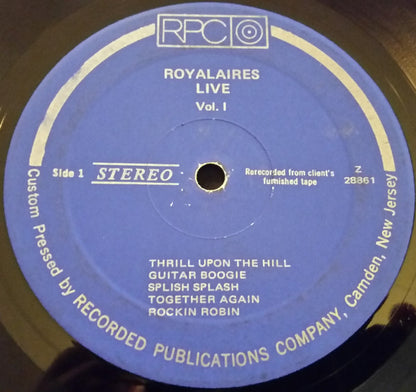 RPC
ROYALAIRES
LIVE
Vol. I
Side 1 STEREO
Rerecorded from client's
furnished tape
Z
28861
THRILL UPON THE HILL
GUITAR BOOGIE
SPLISH SPLASH
TOGETHER AGAIN
ROCKIN ROBIN
Custom Pressed by RECORDED PUBLICATIONS COMPANY, Camden, New Jersey